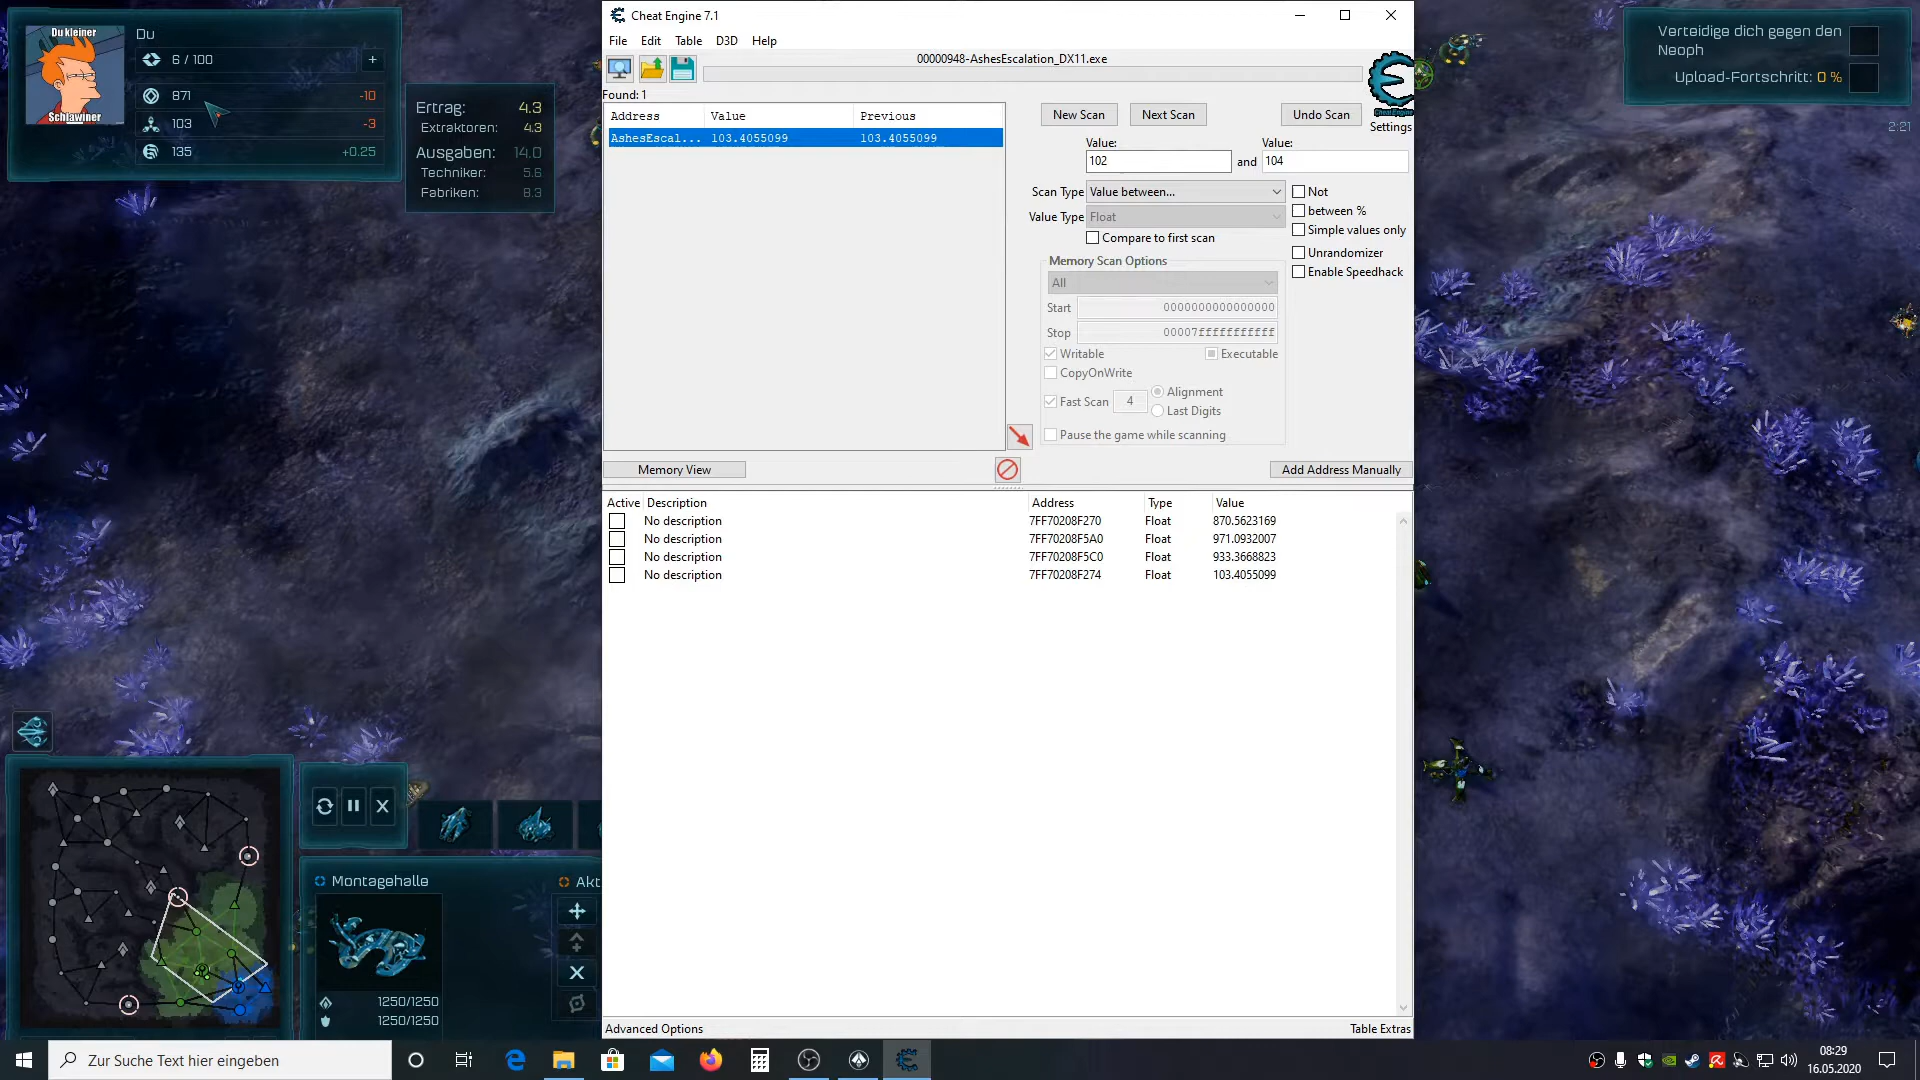 Du kleiner
Schlawiner
Du
6 / 100
+
871
-10
103
-3
135
+0.25
Ertrag:
4.3
Extraktoren:
4.3
Ausgaben:
14.0
Techniker:
5.6
Fabriken:
8.3
Cheat Engine 7.1
File
Edit
Table
D3D
Help
00000948-AshesEscalation_DX11.exe
Found: 1
Address
Value
Previous
AshesEscal...
103.4055099
103.4055099
New Scan
Next Scan
Undo Scan
Cheat Engine
Settings
Value:
Value:
102
and
104
Scan Type
Value between...
Not
Value Type
Float
between %
Simple values only
Compare to first scan
Unrandomizer
Memory Scan Options
Enable Speedhack
All
Start
0000000000000000
Stop
00007fffffffffff
Writable
Executable
CopyOnWrite
Fast Scan
4
Alignment
Last Digits
Pause the game while scanning
Memory View
Add Address Manually
Active
Description
Address
Type
Value
No description
7FF70208F270
Float
870.5623169
No description
7FF70208F5A0
Float
971.0932007
No description
7FF70208F5C0
Float
933.3668823
No description
7FF70208F274
Float
103.4055099
Advanced Options
Table Extras
Verteidige dich gegen den
Neoph
Upload-Fortschritt: 0 %
2:21
Montagehalle
Akt
1250/1250
1250/1250
Zur Suche Text hier eingeben
08:29
16.05.2020